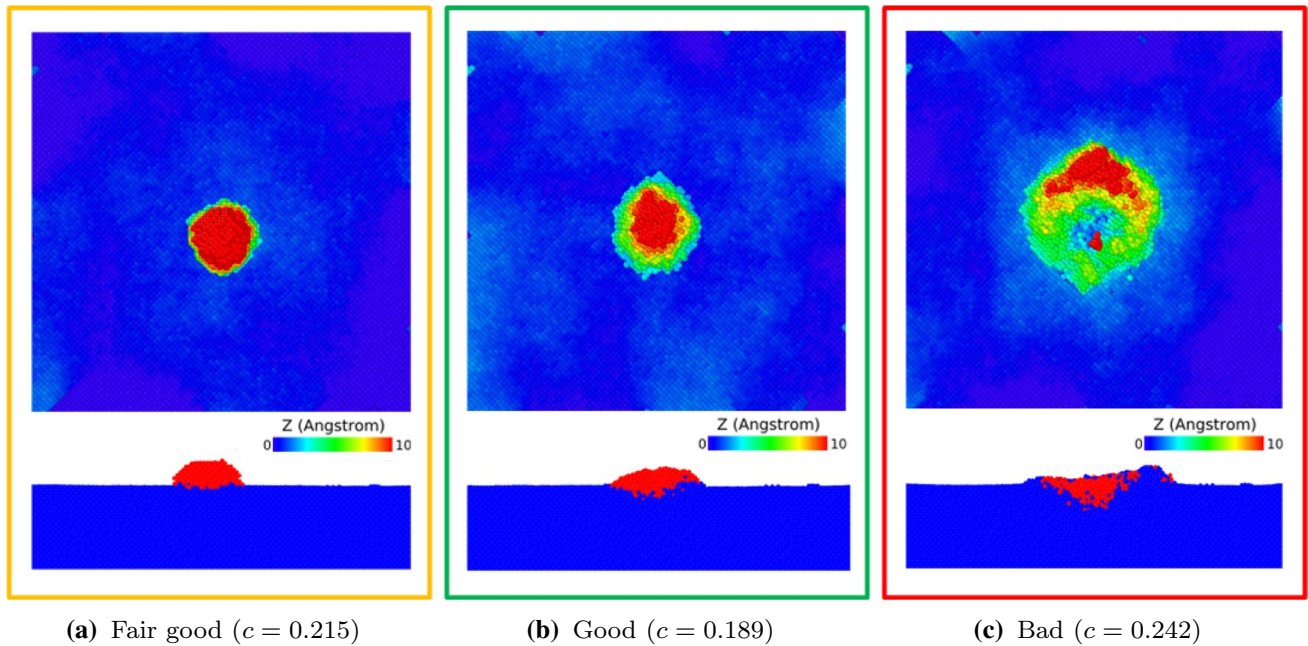 Z (Angstrom)
0 10
Z (Angstrom)
0 10
Z (Angstrom)
0 10
(a) Fair good (c = 0.215)
(b) Good (c = 0.189)
(c) Bad (c = 0.242)